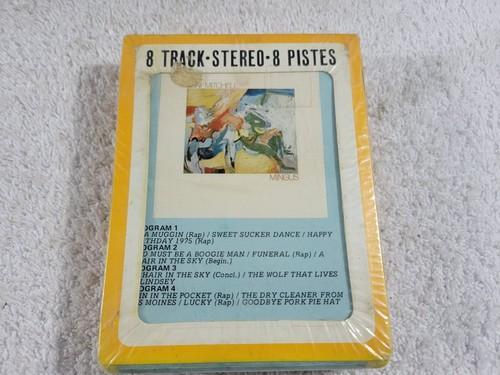 8 TRACK·STEREO·8 PISTES
MITCHELL
MINGUS
OGRAM 1
A MUGGIN (Rap) / SWEET SUCKER DANCE / HAPPY
THDAY 1975 (Rap)
OGRAM 2
D MUST BE A BOOGIE MAN / FUNERAL (Rap) / A
AIR IN THE SKY (Begin.)
OGRAM 3
HAIR IN THE SKY (Concl.) / THE WOLF THAT LIVES
LINDSEY
OGRAM 4
IN IN THE POCKET (Rap) / THE DRY CLEANER FROM
S MOINES / LUCKY (Rap) / GOODBYE PORK PIE HAT